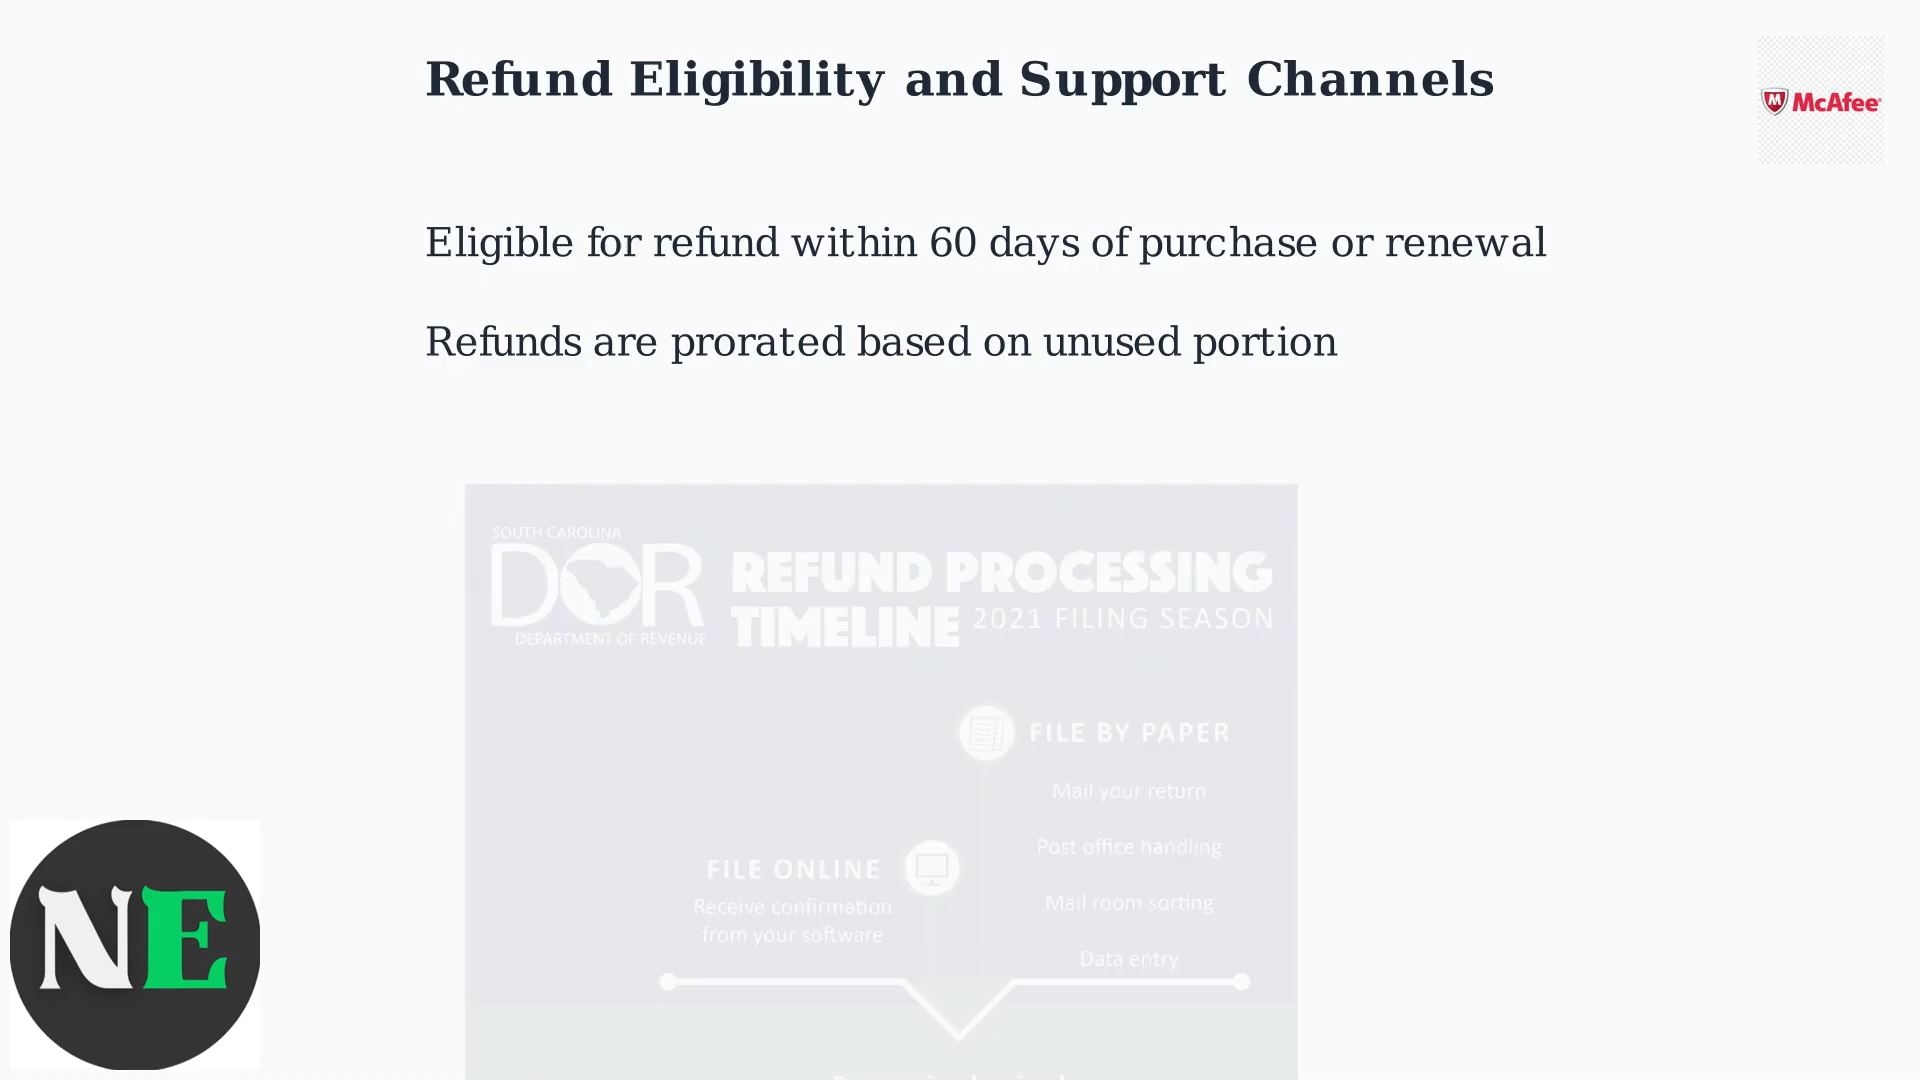 Refund Eligibility and Support Channels
McAfee
Eligible for refund within 60 days of purchase or renewal
Refunds are prorated based on unused portion
SOUTH CAROLINA
DOR
DEPARTMENT OF REVENUE
REFUND PROCESSING
TIMELINE 2021 FILING SEASON
FILE BY PAPER
Mail your return
Post office handling
Mail room sorting
Data entry
FILE ONLINE
Receive confirmation
from your software
NE